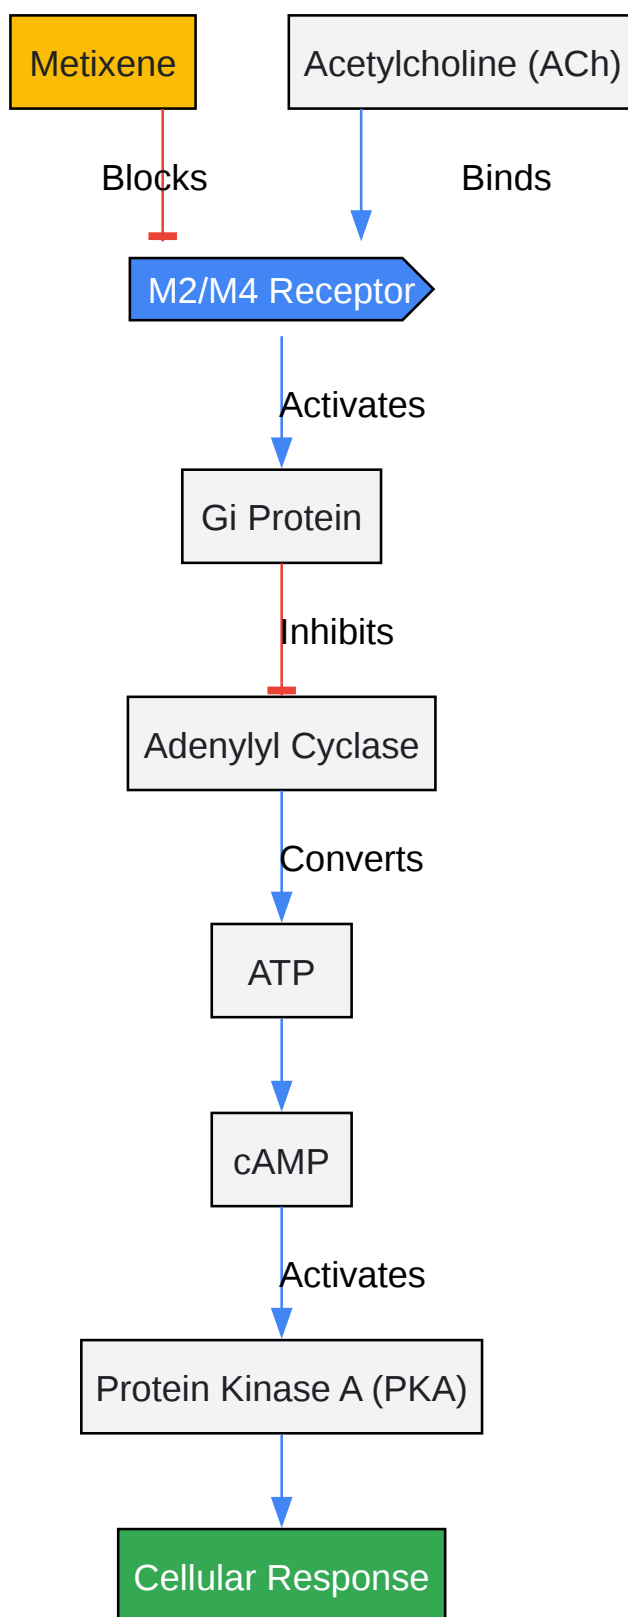 Metixene
Acetylcholine (ACh)
Blocks
Binds
M2/M4 Receptor
Activates
Gi Protein
Inhibits
Adenylyl Cyclase
Converts
ATP
cAMP
Activates
Protein Kinase A (PKA)
Cellular Response